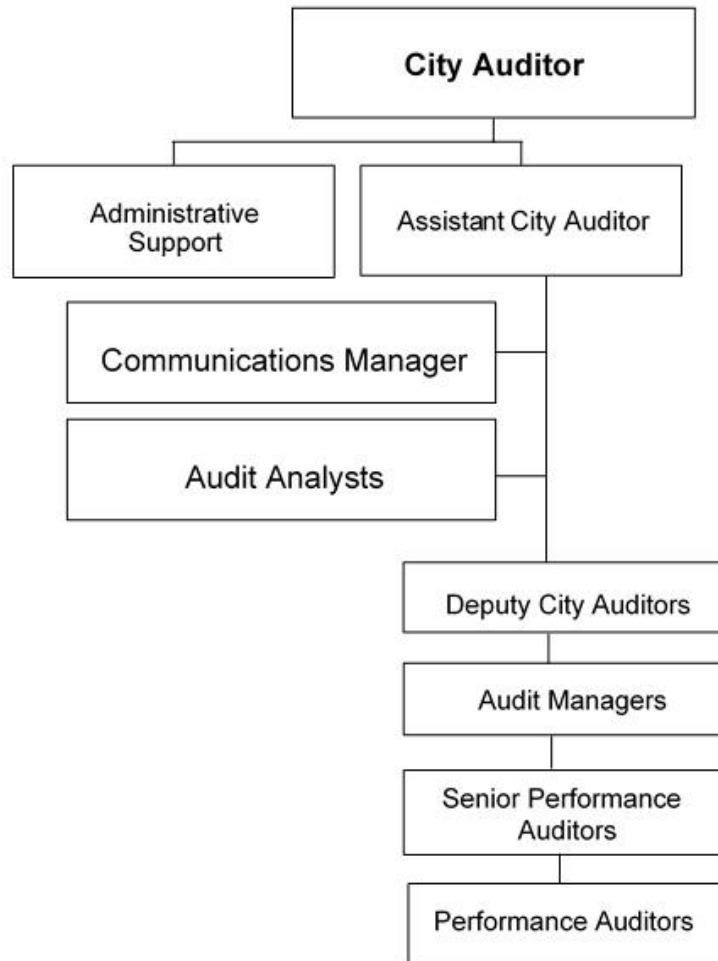 City Auditor
Administrative
Support
Assistant City Auditor
Communications Manager
Audit Analysts
Deputy City Auditors
Audit Managers
Senior Performance
Auditors
Performance Auditors